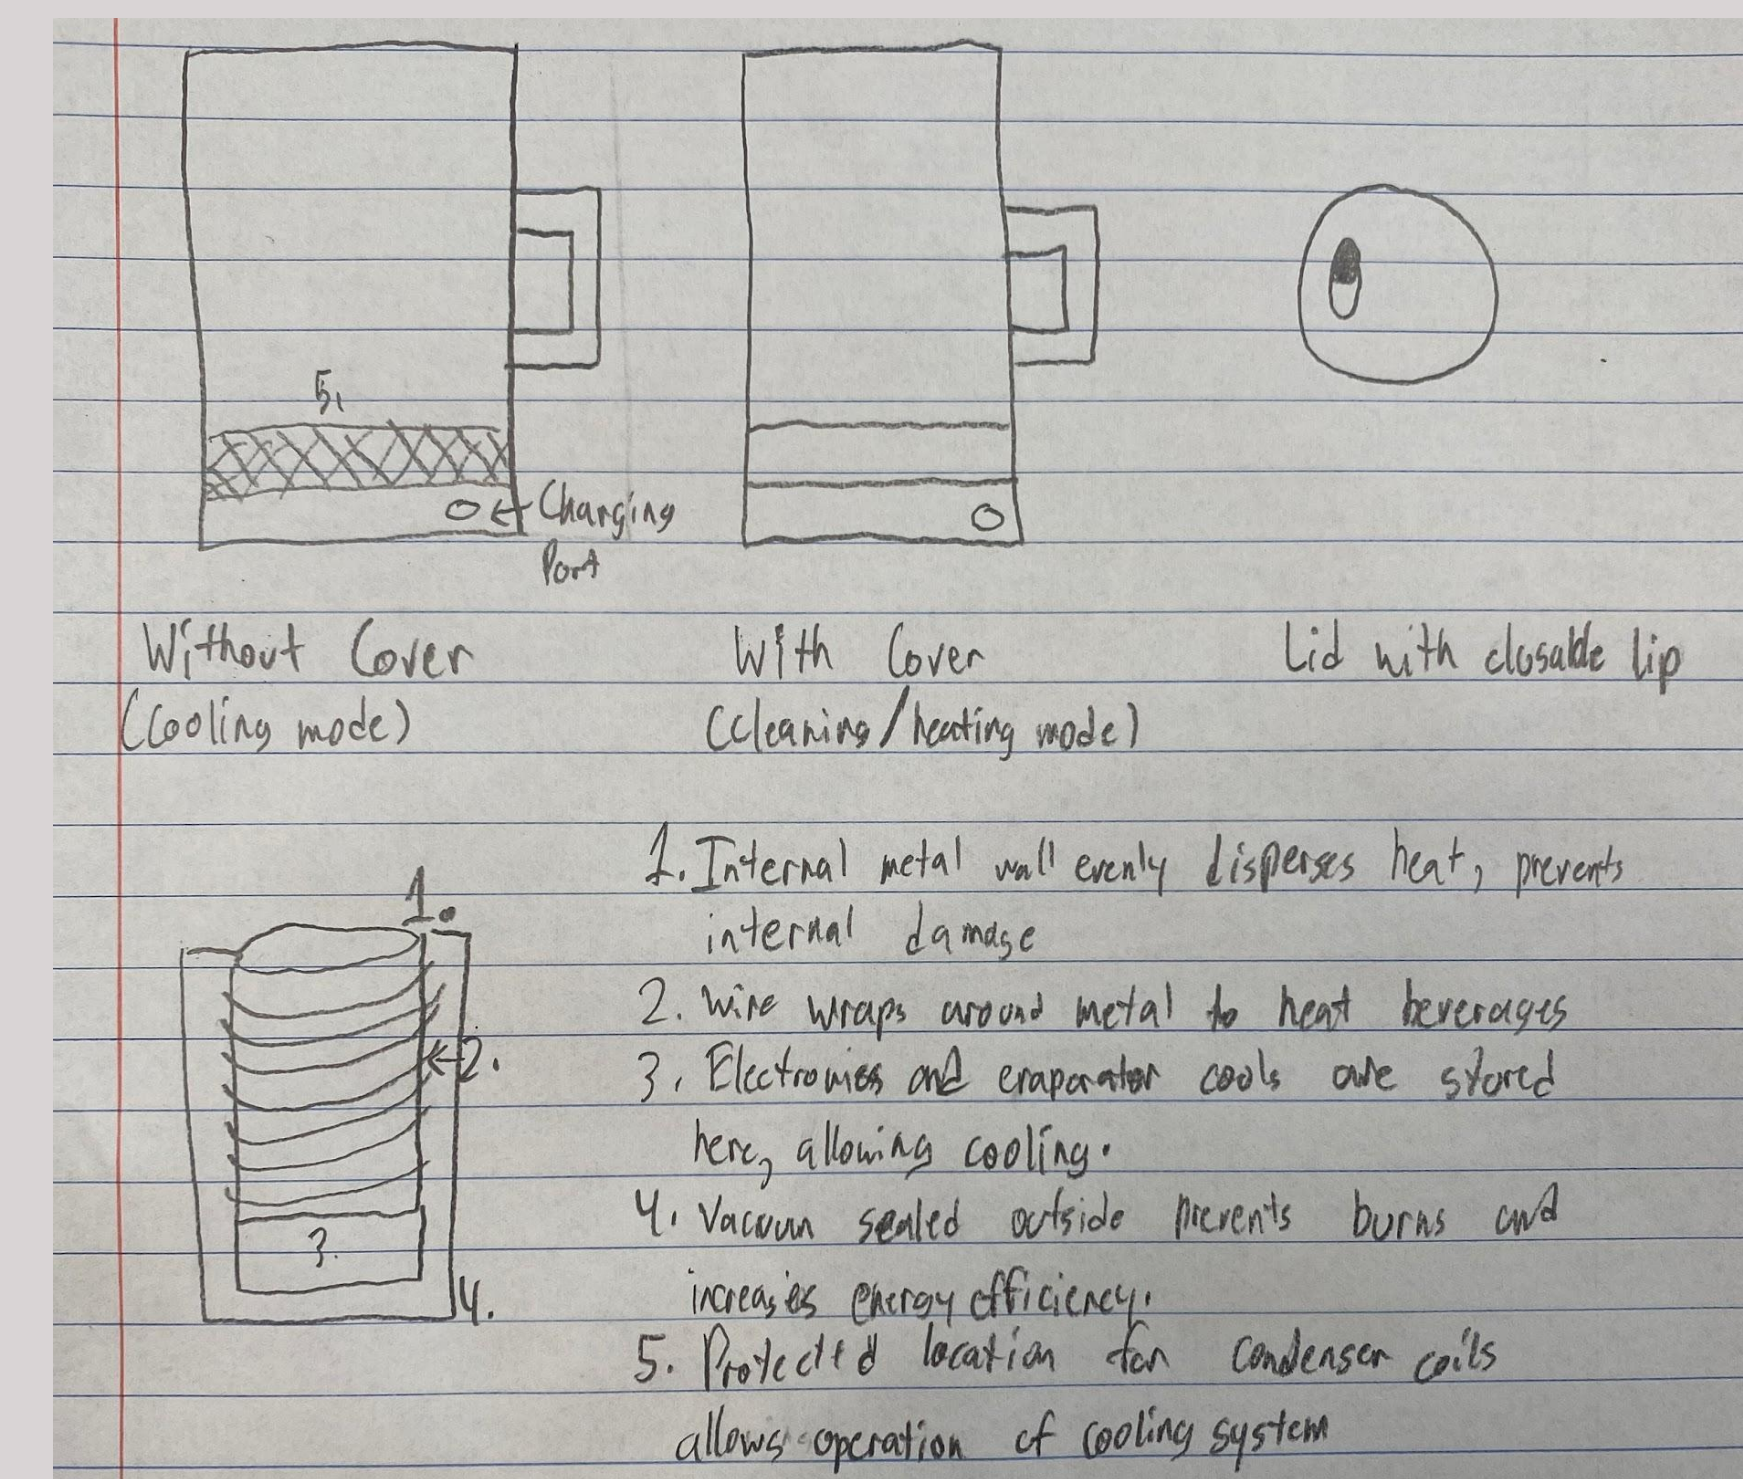 5.
Charging
Port
Without Cover
(Cooling mode)
With Cover
(Cleaning/heating mode)
Lid with closable lip
1.
2.
3.
4.
1. Internal metal wall evenly disperses heat, prevents
internal damage
2. Wire wraps around metal to heat beverages
3. Electronics and evaporator cools are stored
here, allowing cooling.
4. Vacuum sealed outside prevents burns and
increases energy efficiency.
5. Protected location for Condenser coils
allows operation of cooling system